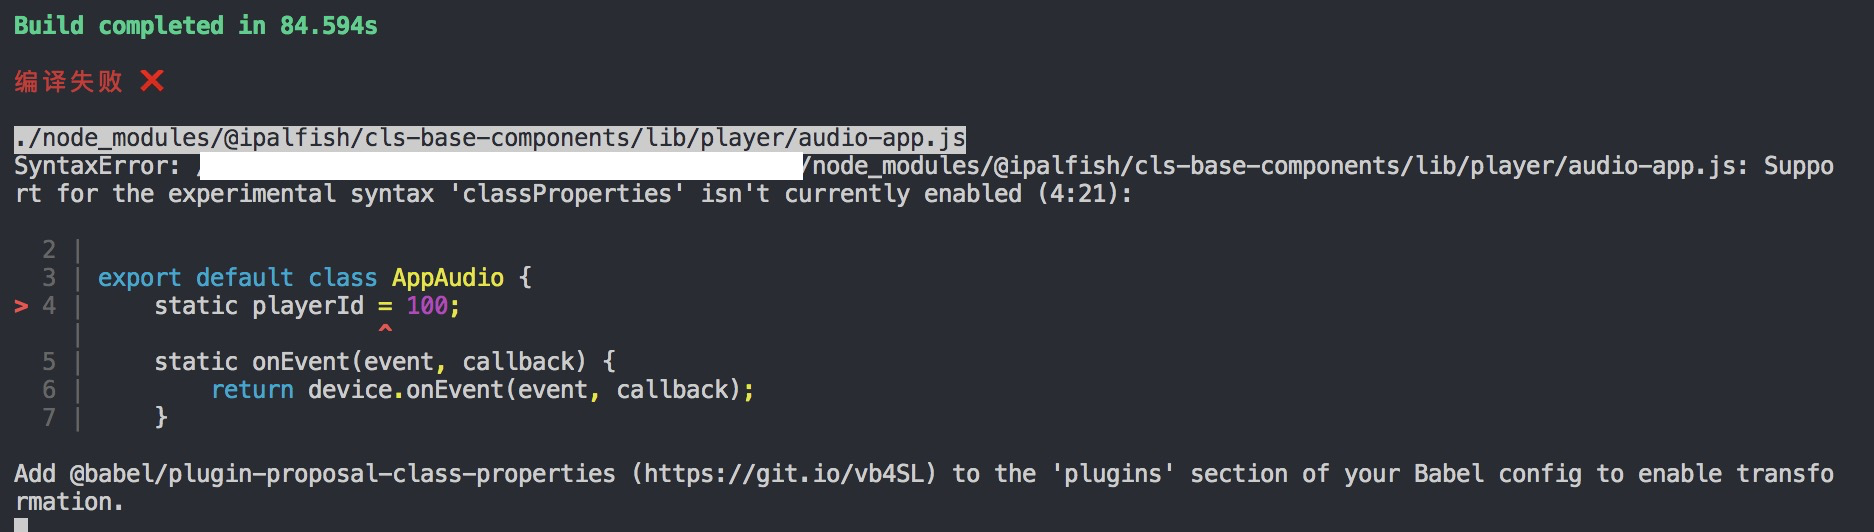 Build completed in 84.594s
编译失败 ❌
./node_modules/@ipalfish/cls-base-components/lib/player/audio-app.js
SyntaxError: /node_modules/@ipalfish/cls-base-components/lib/player/audio-app.js: Suppo
rt for the experimental syntax 'classProperties' isn't currently enabled (4:21):
2 |
3 | export default class AppAudio {
> 4 |     static playerId = 100;
|                     ^
5 |     static onEvent(event, callback) {
6 |         return device.onEvent(event, callback);
7 |     }
Add @babel/plugin-proposal-class-properties (https://git.io/vb4SL) to the 'plugins' section of your Babel config to enable transfo
rmation.